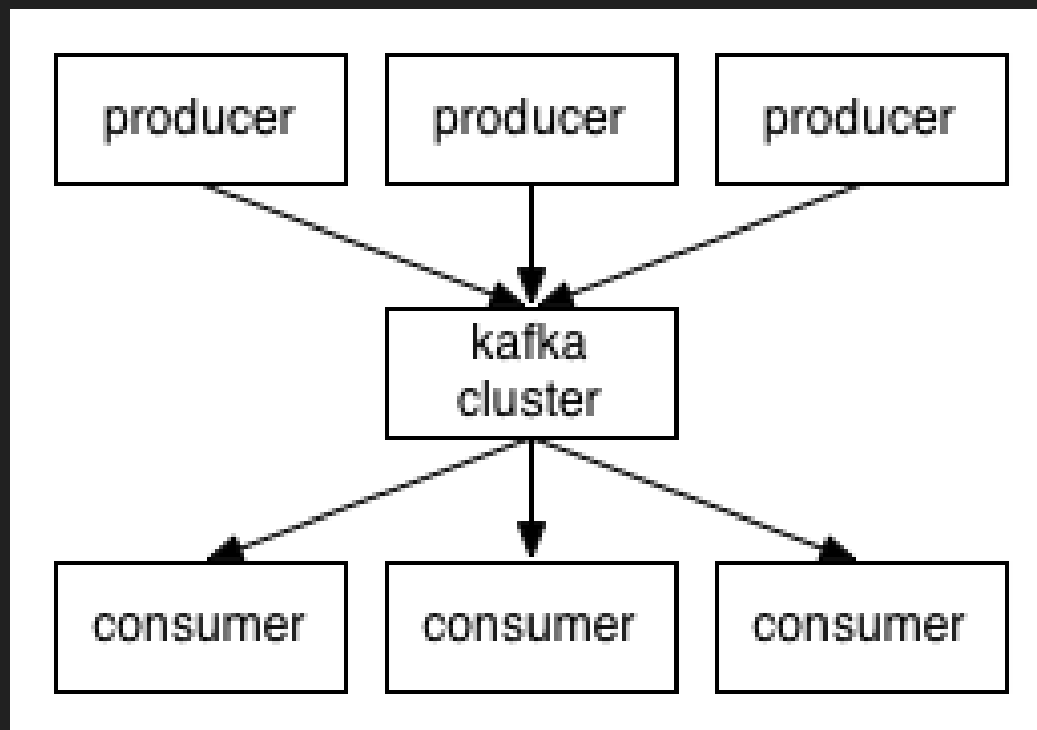 producer
producer
producer
kafka
cluster
consumer
consumer
consumer